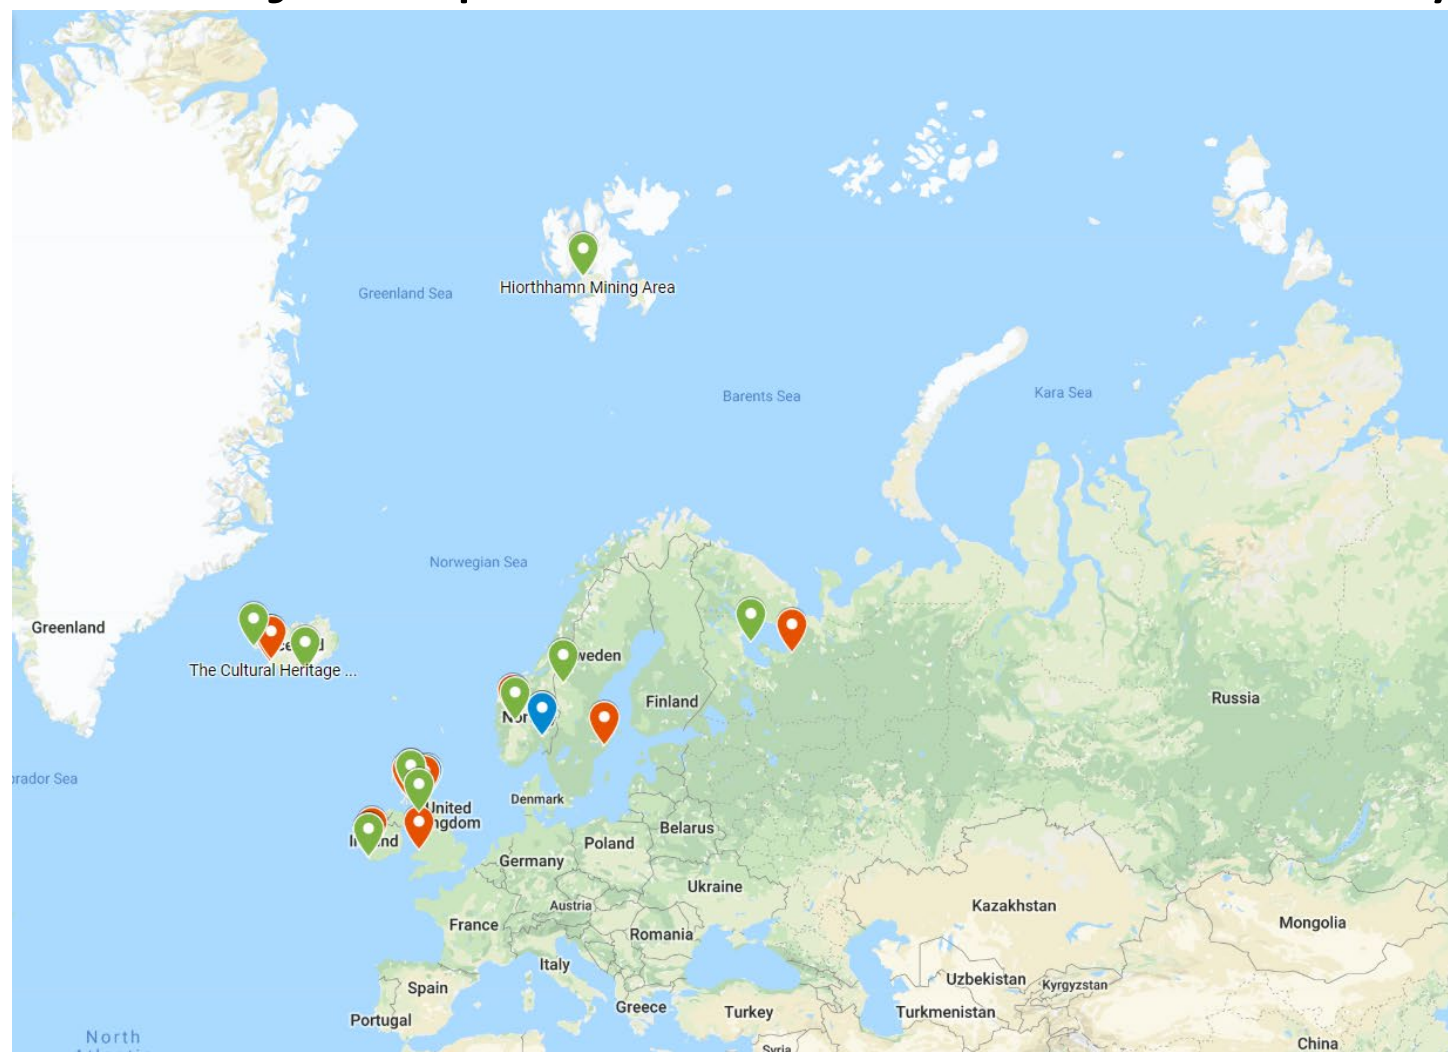 Greenland Sea
Hiorthhamn Mining Area
Barents Sea
Kara Sea
Norwegian Sea
Greenland
The Cultural Heritage ...
Finland
Russia
Denmark
United
Belarus
Poland
Germany
Ukraine
Austria
Kazakhstan
France
Romania
Mongolia
Italy
Uzbekistan
Kyrgyzstan
Spain
Greece
Turkey
Turkmenistan
Portugal
North
China